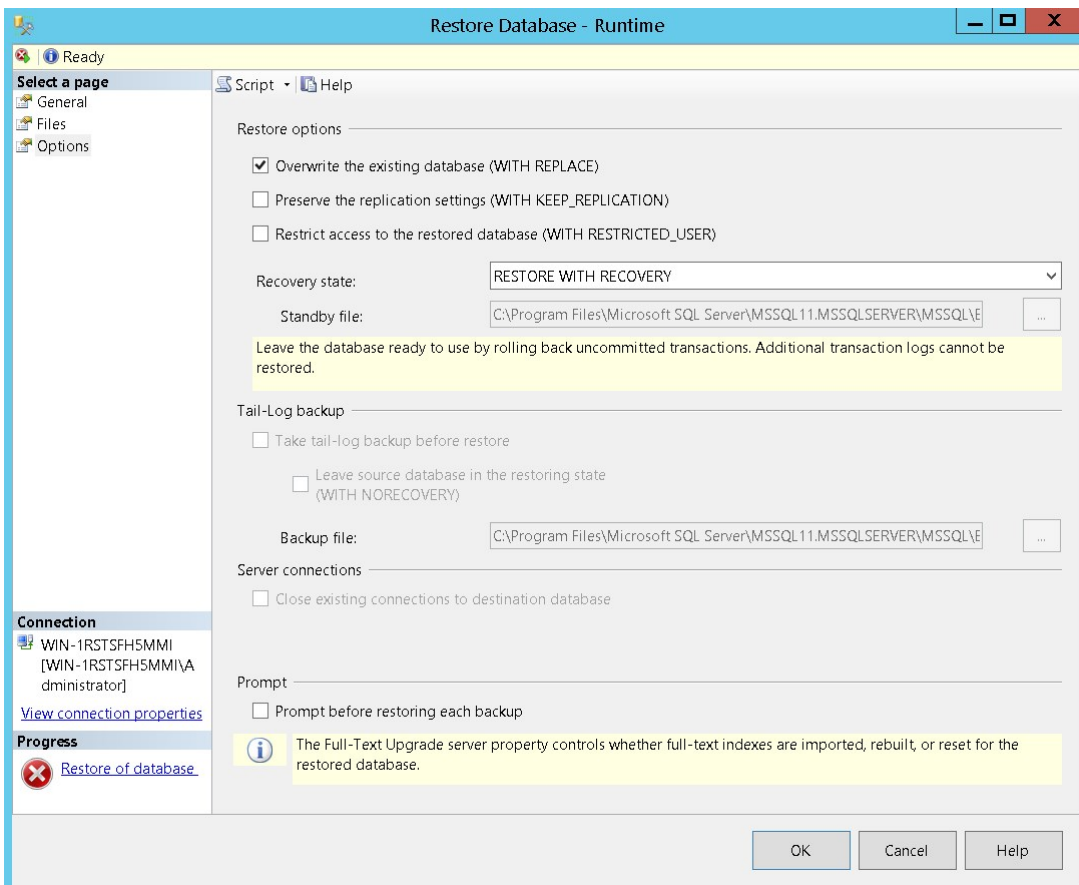 Restore Database - Runtime
Ready
Select a page
General
Files
Options
Script
Help
Restore options
Overwrite the existing database (WITH REPLACE)
Preserve the replication settings (WITH KEEP_REPLICATION)
Restrict access to the restored database (WITH RESTRICTED_USER)
Recovery state:
RESTORE WITH RECOVERY
Standby file:
C:\Program Files\Microsoft SQL Server\MSSQL11.MSSQLSERVER\MSSQL\E
...
Leave the database ready to use by rolling back uncommitted transactions. Additional transaction logs cannot be
restored.
Tail-Log backup
Take tail-log backup before restore
Leave source database in the restoring state
(WITH NORECOVERY)
Backup file:
C:\Program Files\Microsoft SQL Server\MSSQL11.MSSQLSERVER\MSSQL\E
...
Server connections
Close existing connections to destination database
Connection
WIN-1RSTSFH5MMI
[WIN-1RSTSFH5MMI\A
dministrator]
View connection properties
Progress
Restore of database
Prompt
Prompt before restoring each backup
The Full-Text Upgrade server property controls whether full-text indexes are imported, rebuilt, or reset for the
restored database.
OK
Cancel
Help